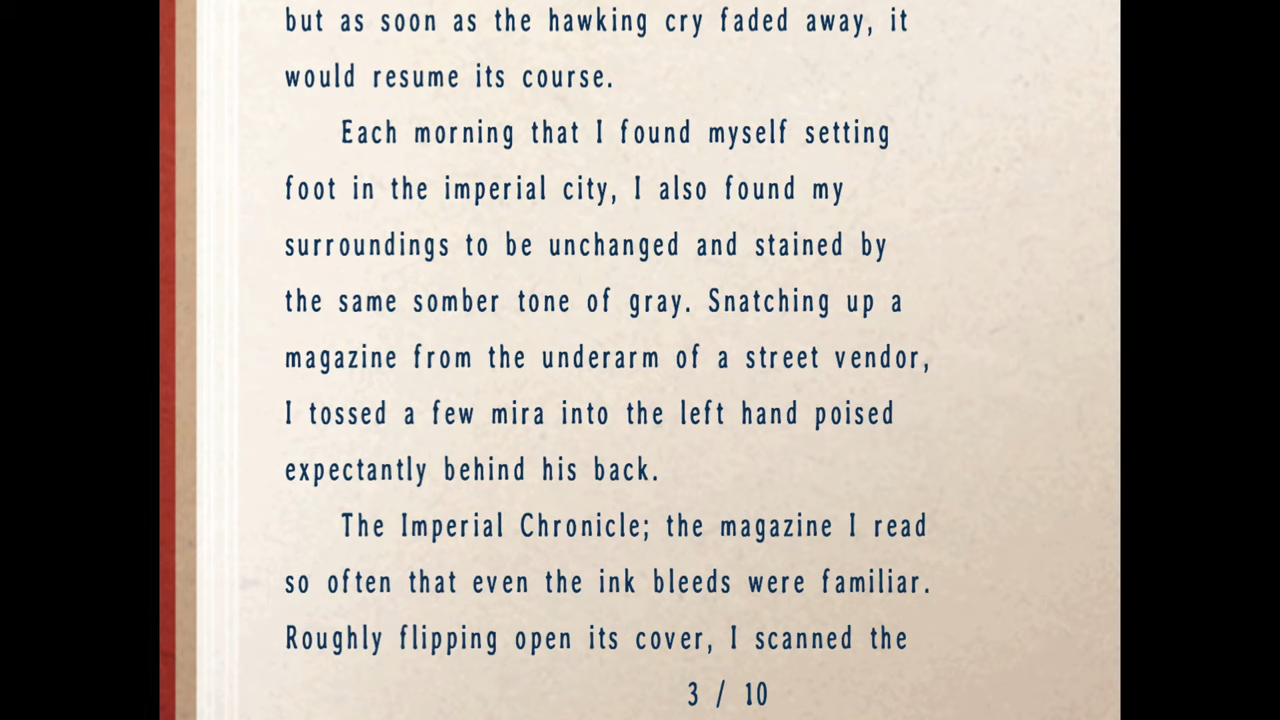 but as soon as the hawking cry faded away, it
would resume its course.
Each morning that I found myself setting
foot in the imperial city, I also found my
surroundings to be unchanged and stained by
the same somber tone of gray. Snatching up a
magazine from the underarm of a street vendor,
I tossed a few mira into the left hand poised
expectantly behind his back.
The Imperial Chronicle; the magazine I read
so often that even the ink bleeds were familiar.
Roughly flipping open its cover, I scanned the
3 / 10